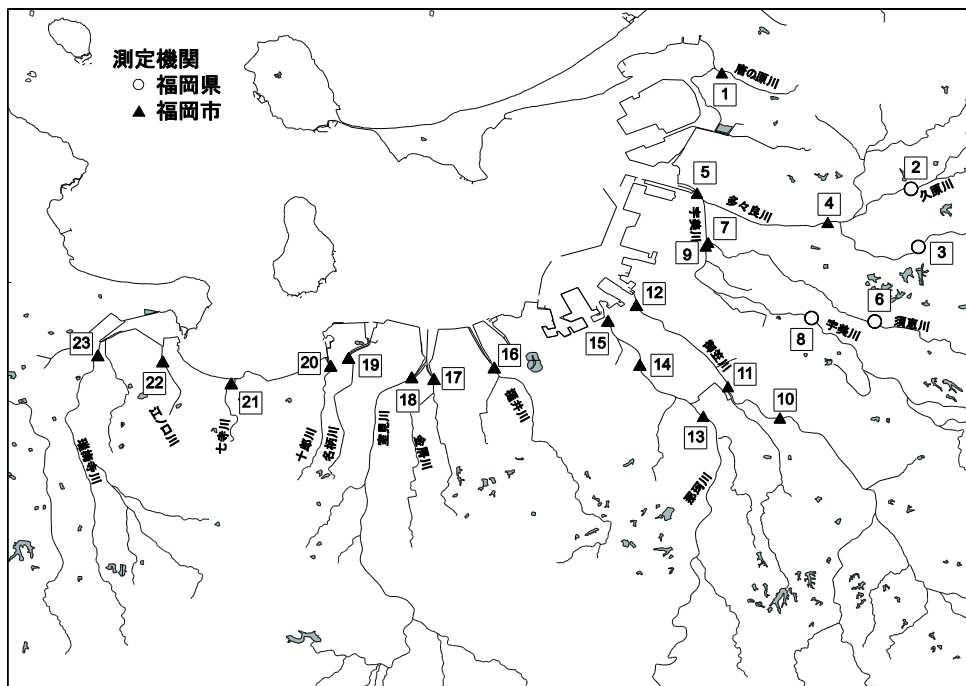 測定機関
○ 福岡県
▲ 福岡市
唐の原川
1
2
久原川
5
多々良川
4
宇美川
7
3
9
12
6
須恵川
宇美川
8
15
14
御笠川
11
10
13
那珂川
23
22
江ノ口川
21
七寺川
20
19
十郎川
名柄川
18
室見川
17
金屑川
16
樋井川
瑞梅寺川